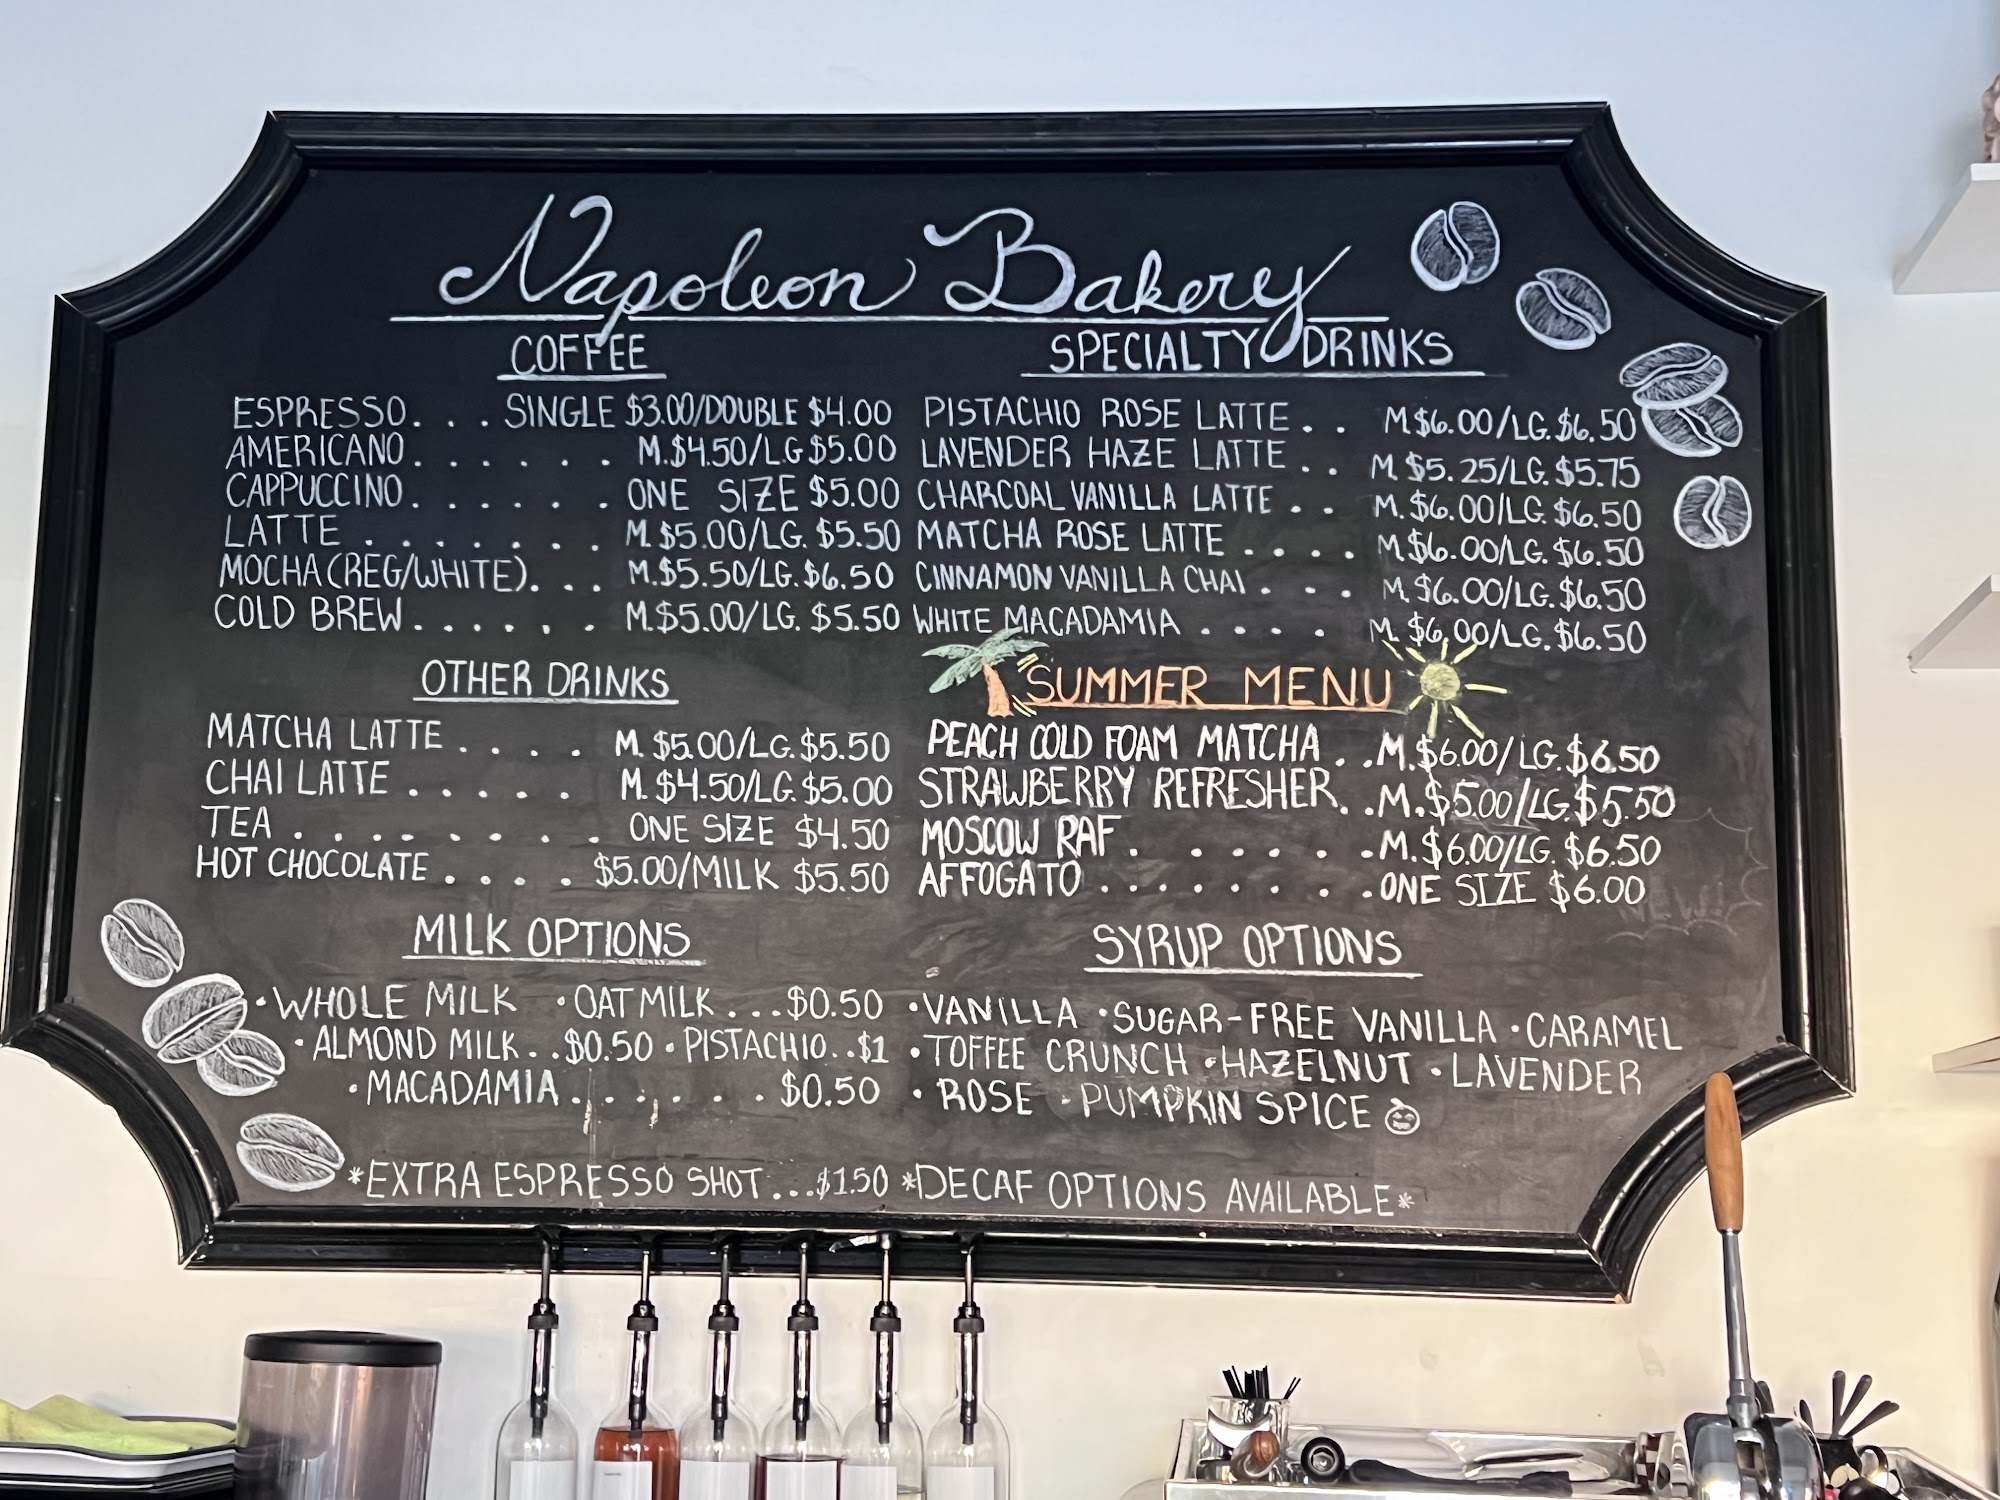 Napoleon Bakery
COFFEE
ESPRESSO. . . SINGLE $3.00/DOUBLE $4.00
AMERICANO. . . . . . M.$4.50/LG $5.00
CAPPUCCINO. . . . . . ONE SIZE $5.00
LATTE . . . . . . . M.$5.00/LG. $5.50
MOCHA (REG/WHITE). . . M.$5.50/LG.$6.50
COLD BREW. . . . . . M.$5.00/LG. $5.50
SPECIALTY DRINKS
PISTACHIO ROSE LATTE . . M.$6.00/LG.$6.50
LAVENDER HAZE LATTE . . M.$5.25/LG.$5.75
CHARCOAL VANILLA LATTE . . M.$6.00/LG.$6.50
MATCHA ROSE LATTE . . . . M.$6.00/LG.$6.50
CINNAMON VANILLA CHAI . . . M.$6.00/LG.$6.50
WHITE MACADAMIA . . . . M.$6.00/LG.$6.50
OTHER DRINKS
MATCHA LATTE . . . . M. $5.00/LG.$5.50
CHAI LATTE . . . . . M. $4.50/LG.$5.00
TEA . . . . . . . . ONE SIZE $4.50
HOT CHOCOLATE . . . . $5.00/MILK $5.50
SUMMER MENU
PEACH COLD FOAM MATCHA . . M.$6.00/LG.$6.50
STRAWBERRY REFRESHER. . M.$5.00/LG.$5.50
MOSCOW RAF . . . . . . M.$6.00/LG.$6.50
AFFOGATO . . . . . . . . ONE SIZE $6.00
MILK OPTIONS
•WHOLE MILK •OAT MILK ...$0.50
•ALMOND MILK..$0.50 •PISTACHIO..$1
•MACADAMIA . . . . . . . $0.50
SYRUP OPTIONS
•VANILLA •SUGAR-FREE VANILLA •CARAMEL
•TOFFEE CRUNCH •HAZELNUT •LAVENDER
•ROSE •PUMPKIN SPICE
*EXTRA ESPRESSO SHOT...$1.50 *DECAF OPTIONS AVAILABLE*